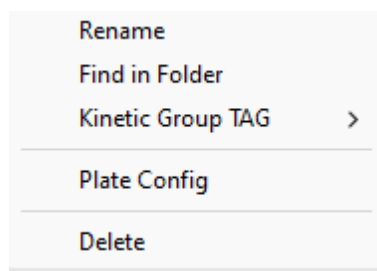 Rename
Find in Folder
Kinetic Group TAG
Plate Config
Delete